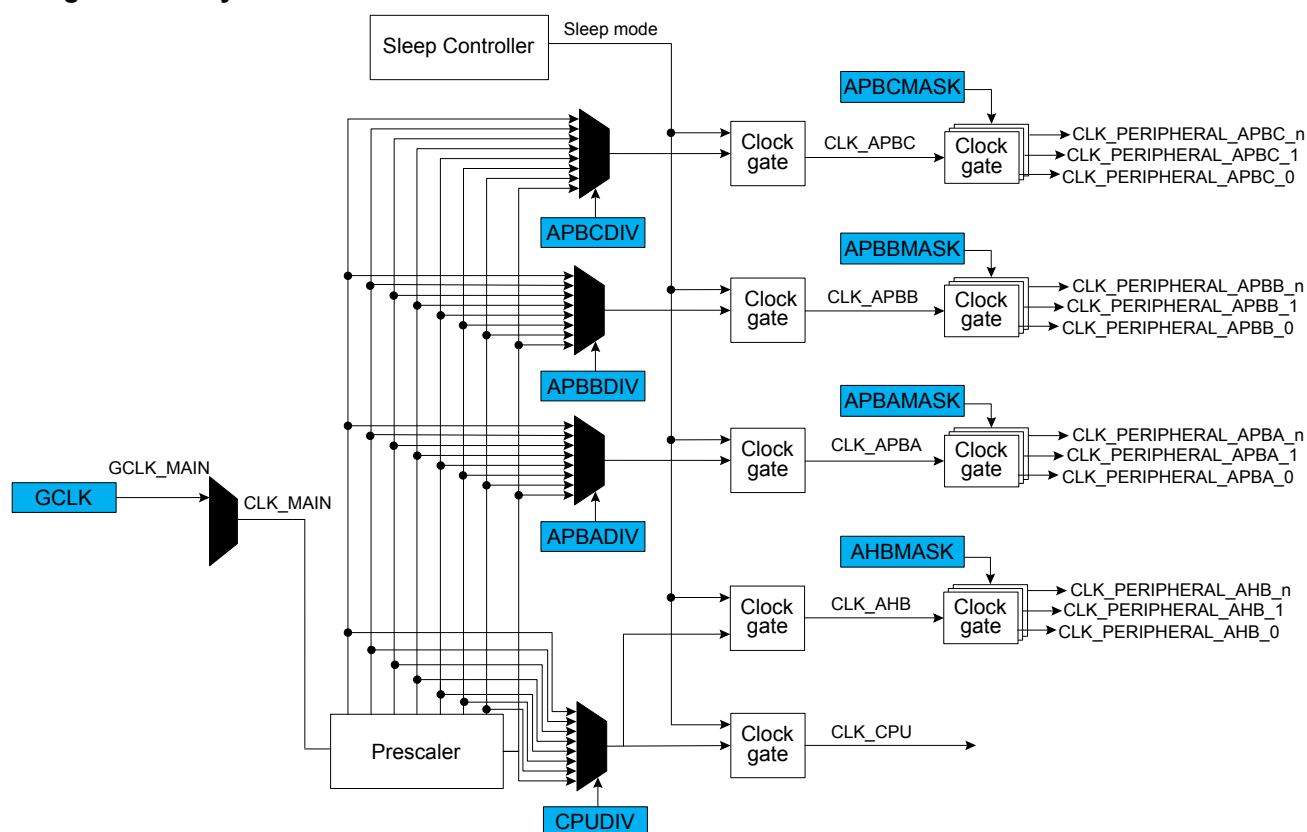 Sleep Controller
Sleep mode
APBCMASK
Clock
gate
CLK_APBC
Clock
gate
CLK_PERIPHERAL_APBC_n
CLK_PERIPHERAL_APBC_1
CLK_PERIPHERAL_APBC_0
APBCDIV
APBBMASK
Clock
gate
CLK_APBB
Clock
gate
CLK_PERIPHERAL_APBB_n
CLK_PERIPHERAL_APBB_1
CLK_PERIPHERAL_APBB_0
APBBDIV
APBAMASK
Clock
gate
CLK_APBA
Clock
gate
CLK_PERIPHERAL_APBA_n
CLK_PERIPHERAL_APBA_1
CLK_PERIPHERAL_APBA_0
GCLK
GCLK_MAIN
CLK_MAIN
APBADIV
AHBMASK
Clock
gate
CLK_AHB
Clock
gate
CLK_PERIPHERAL_AHB_n
CLK_PERIPHERAL_AHB_1
CLK_PERIPHERAL_AHB_0
Prescaler
Clock
gate
CLK_CPU
CPUDIV